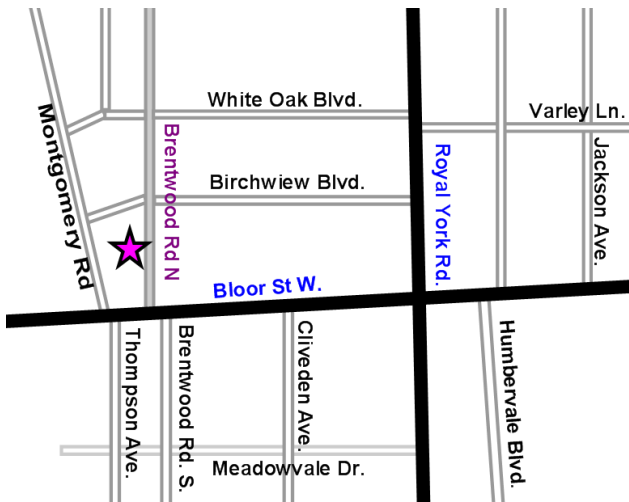 White Oak Blvd.
Varley Ln.
Montgomery Rd
Brentwood Rd N
Royal York Rd.
Jackson Ave.
Birchwiew Blvd.
Bloor St W.
Thompson Ave.
Brentwood Rd. S.
Cliveden Ave.
Humbervale Blvd.
Meadowvale Dr.